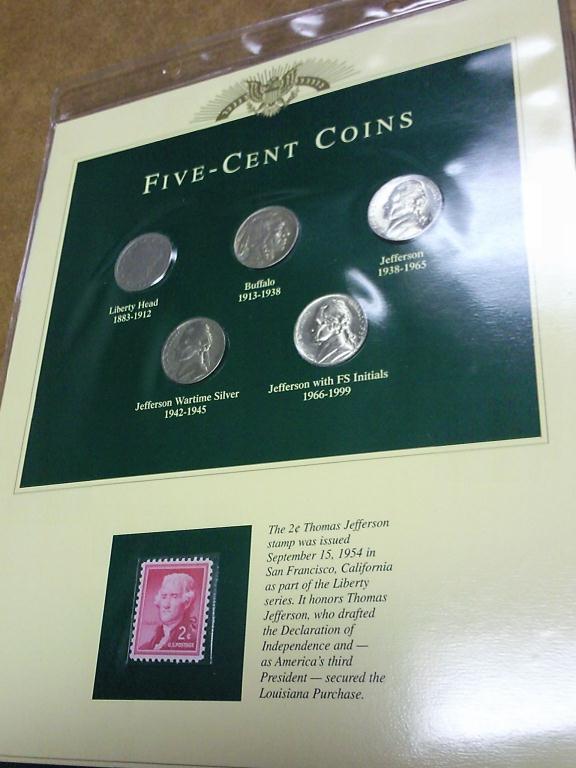 FIVE-CENT COINS
Liberty Head
1883-1912
Buffalo
1913-1938
Jefferson
1938-1965
Jefferson Wartime Silver
1942-1945
Jefferson with FS Initials
1966-1999
2¢
U.S. POSTAGE
The 2¢ Thomas Jefferson
stamp was issued
September 15, 1954 in
San Francisco, California
as part of the Liberty
series. It honors Thomas
Jefferson, who drafted
the Declaration of
Independence and —
as America's third
President — secured the
Louisiana Purchase.